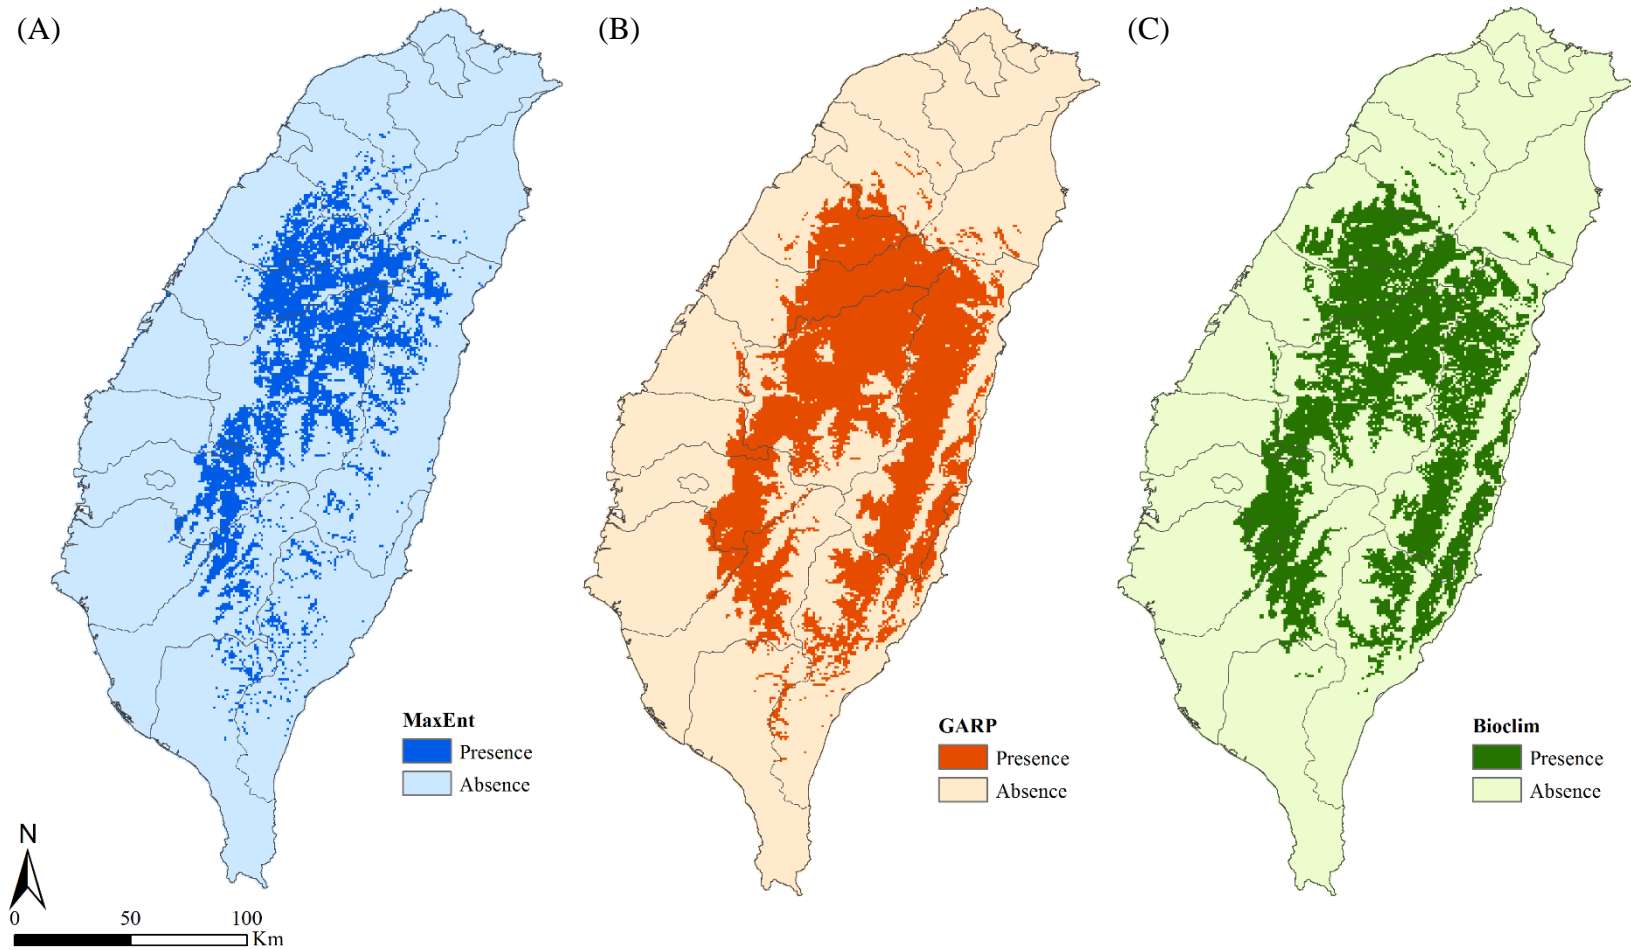 (A)
(B)
(C)
MaxEnt
Presence
Absence
GARP
Presence
Absence
Bioclim
Presence
Absence
N
0 50 100
Km